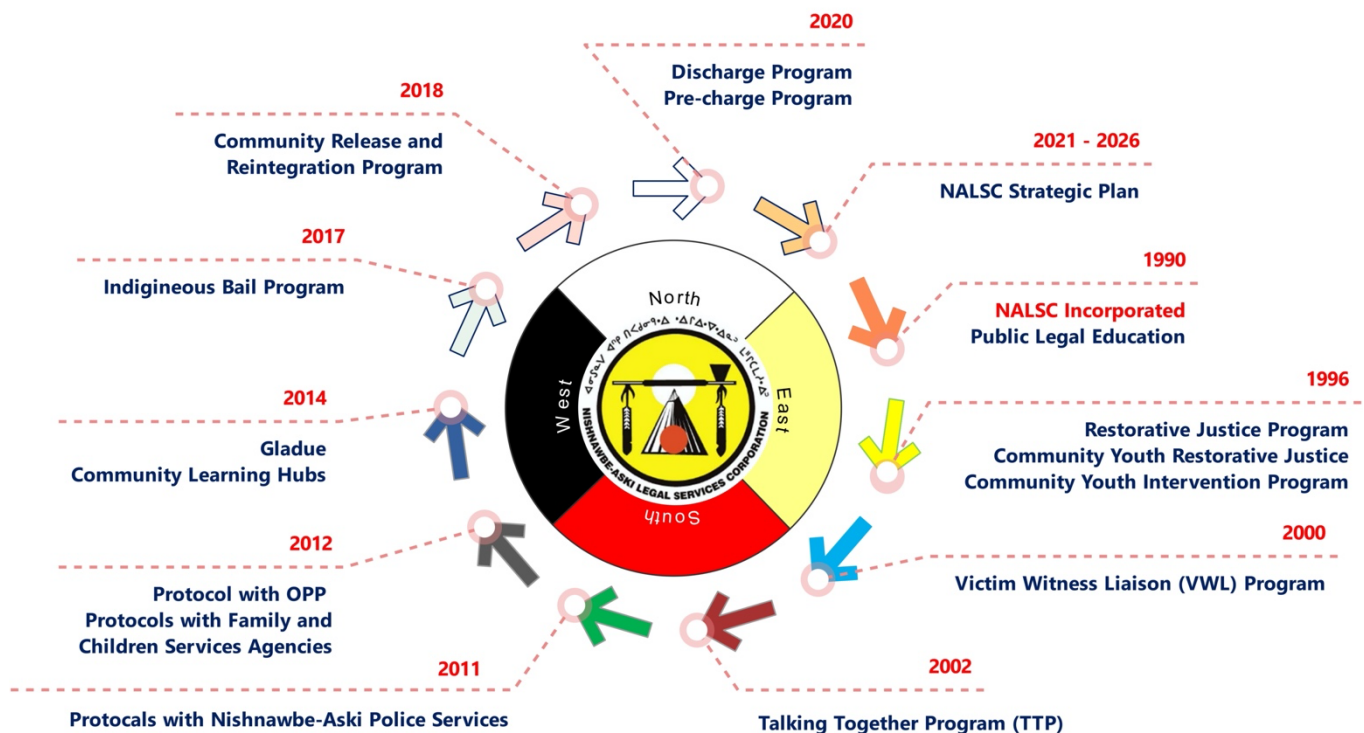 2020
Discharge Program
Pre-charge Program
2018
Community Release and
Reintegration Program
2021 - 2026
NALSC Strategic Plan
2017
Indigineous Bail Program
1990
NALSC Incorporated
Public Legal Education
2014
Gladue
Community Learning Hubs
1996
Restorative Justice Program
Community Youth Restorative Justice
Community Youth Intervention Program
2012
Protocol with OPP
Protocols with Family and
Children Services Agencies
2000
Victim Witness Liaison (VWL) Program
2011
Protocals with Nishnawbe-Aski Police Services
2002
Talking Together Program (TTP)
North
East
South
West
NISHNAWBE-ASKI LEGAL SERVICES CORPORATION